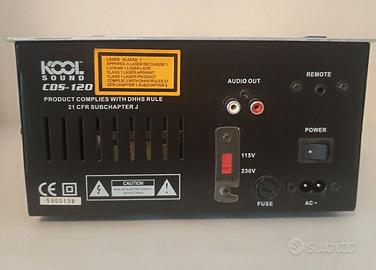 KOOL
SOUND
CDS-120
LASER - KLASSE 1
APPAREIL A LASER DE CLASSE 1
LUOKAN 1 LASER LAITE
KLASS 1 LASER APPARAT
CLASS 1 LASER PRODUCT
PRODUCT COMPLIES WITH DHHS RULES 21
CFR CHAPTER 1 SUBCHAPTER J
PRODUCT COMPLIES WITH DHHS RULE
21 CFR SUBCHAPTER J
AUDIO OUT
REMOTE
POWER
115V
230V
FUSE
AC~
CE
5900139
CAUTION
subito